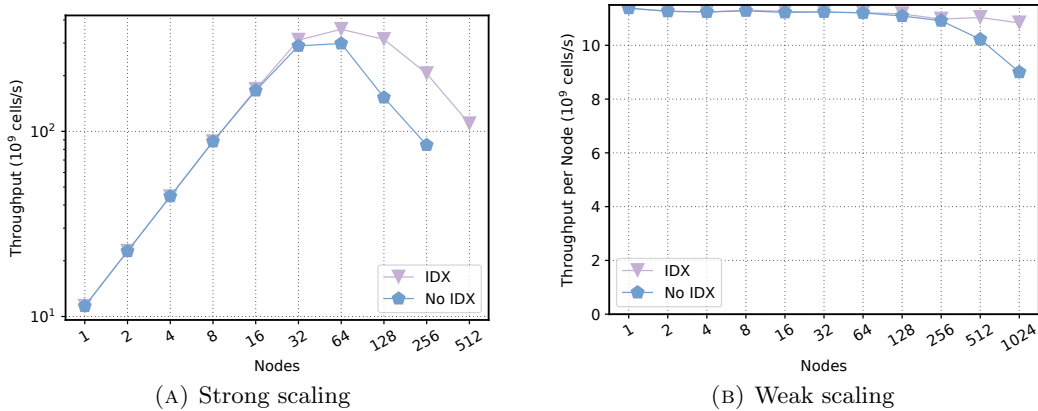 Throughput (10⁹ cells/s)
10²
10¹
IDX
No IDX
1 2 4 8 16 32 64 128 256 512
Nodes
(A) Strong scaling
Throughput per Node (10⁹ cells/s)
10
8
6
4
2
0
IDX
No IDX
1 2 4 8 16 32 64 128 256 512 1024
Nodes
(B) Weak scaling